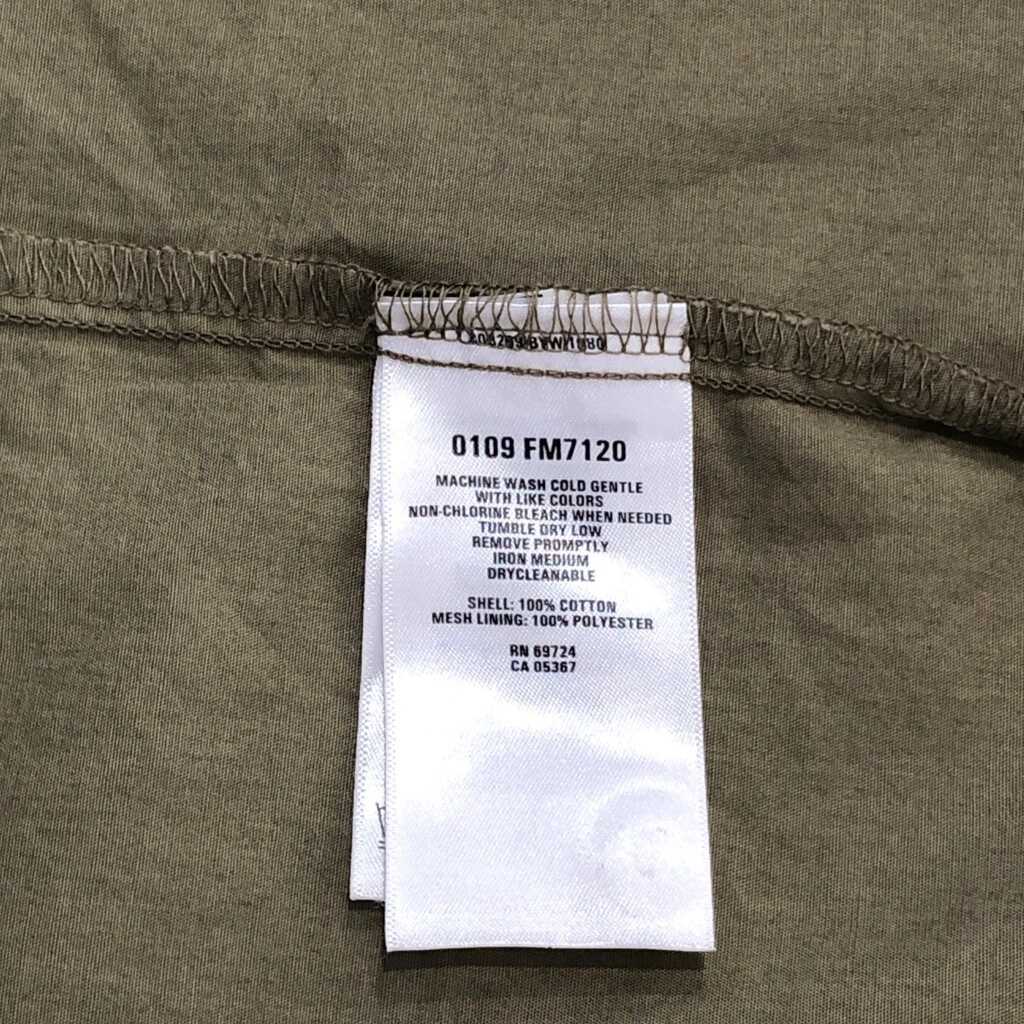 0109 FM7120
MACHINE WASH COLD GENTLE
WITH LIKE COLORS
NON-CHLORINE BLEACH WHEN NEEDED
TUMBLE DRY LOW
REMOVE PROMPTLY
IRON MEDIUM
DRYCLEANABLE
SHELL: 100% COTTON
MESH LINING: 100% POLYESTER
RN 69724
CA 05367